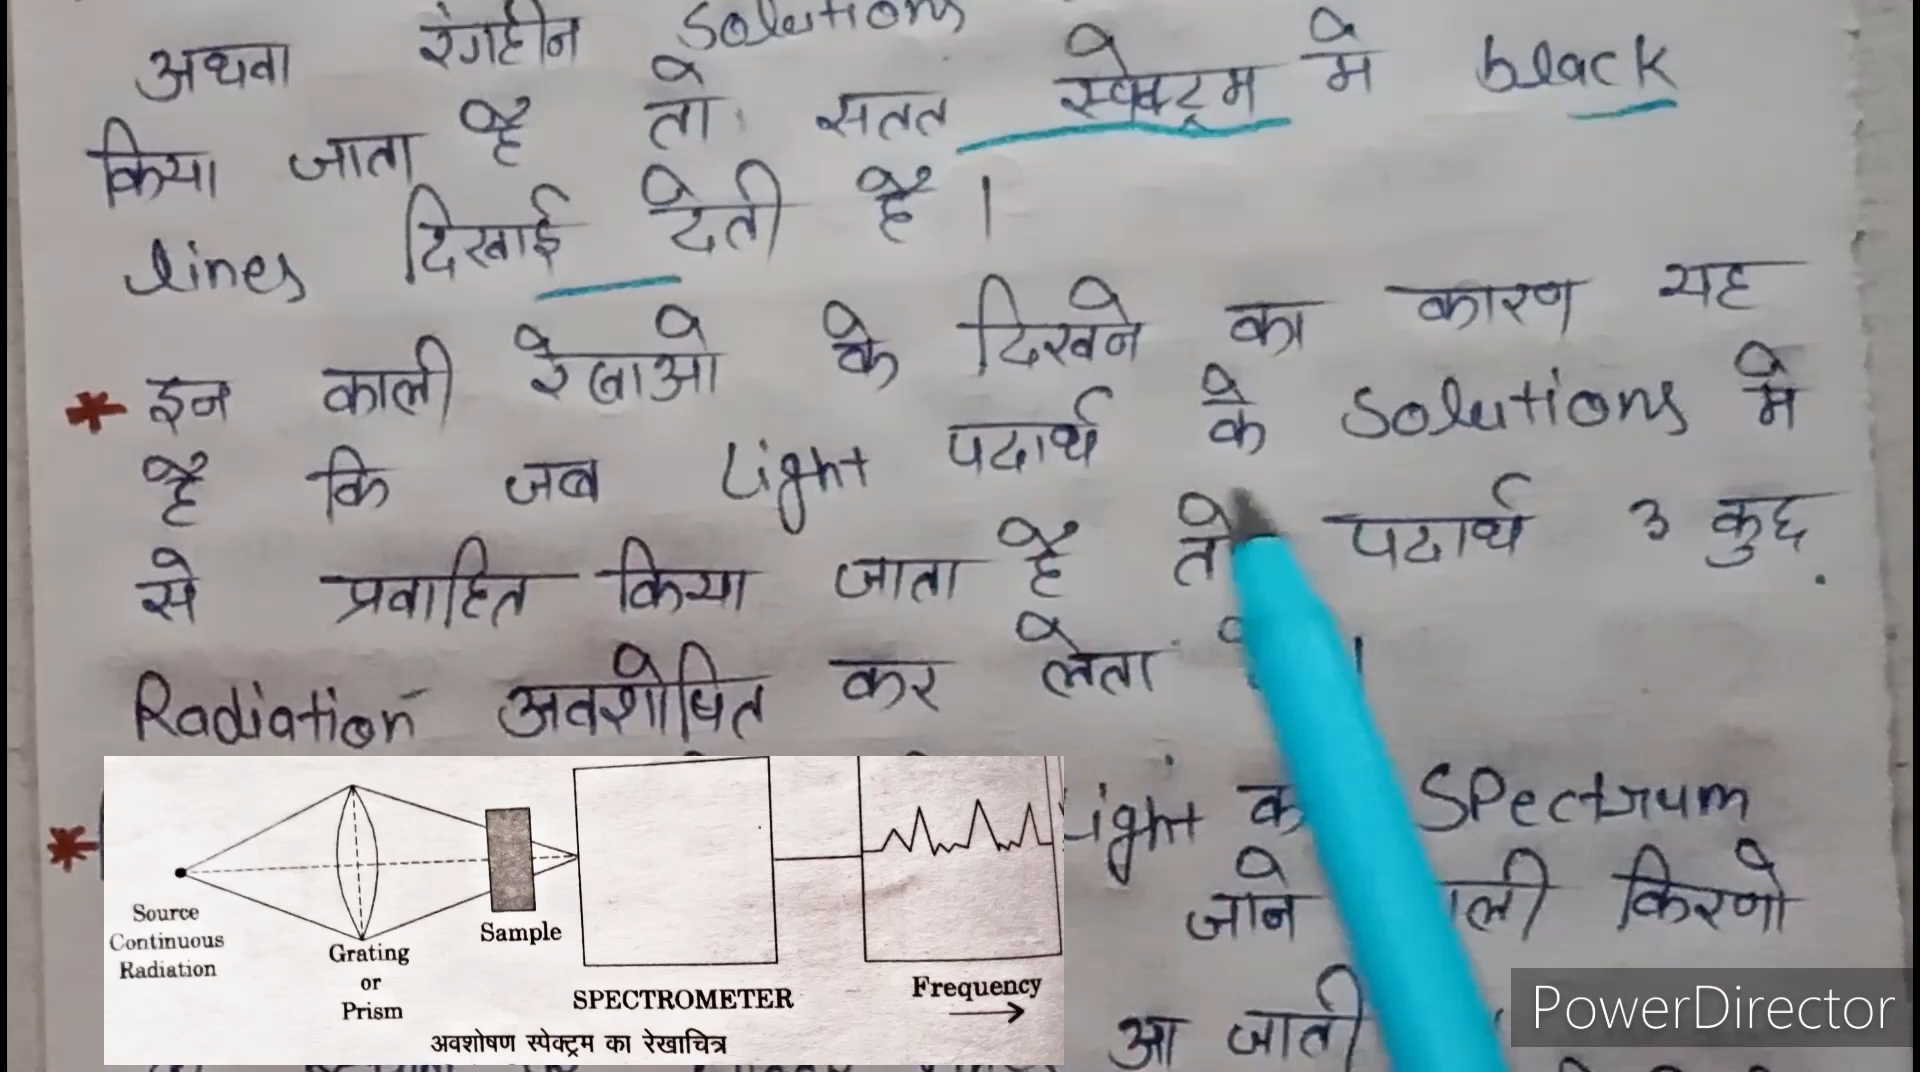 अथवा रंगहीन solutions
किया जाता है तो सतत स्पेक्ट्रम मे black
lines दिखाई देती है ।
* इन काली रेखाओ के दिखने का कारण यह
है कि जब light पदार्थ के solutions मे
से प्रवाहित किया जाता है तो पदार्थ कुछ
Radiation अवशोषित कर लेता
* light का Spectrum
जाने किरणो
आ जाती
Source
Continuous
Radiation
Grating
or
Prism
Sample
SPECTROMETER
Frequency
अवशोषण स्पेक्ट्रम का रेखाचित्र
PowerDirector